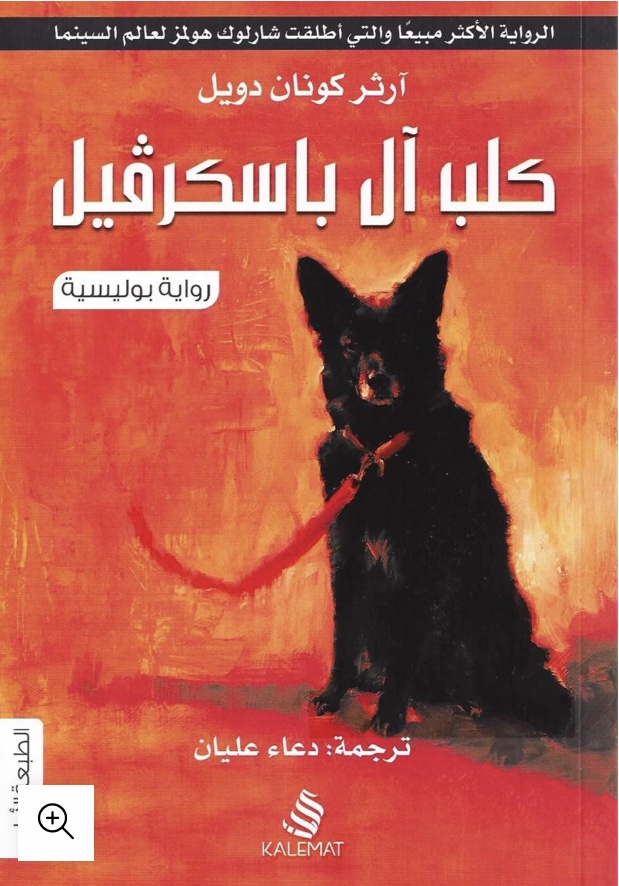 الرواية الأكثر مبيعًا والتي أطلقت شارلوك هولمز لعالم السينما
آرثر كونان دويل
كلب آل باسكرڤيل
رواية بوليسية
ترجمة: دعاء عليان
الطبعة
KALEMAT